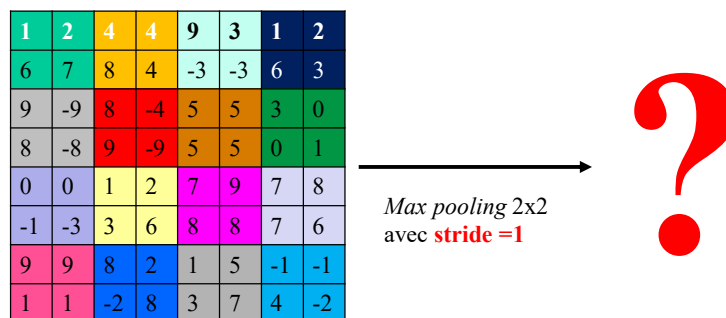 1 2 4 4 9 3 1 2
6 7 8 4 -3 -3 6 3
9 -9 8 -4 5 5 3 0
8 -8 9 -9 5 5 0 1
0 0 1 2 7 9 7 8
-1 -3 3 6 8 8 7 6
9 9 8 2 1 5 -1 -1
1 1 -2 8 3 7 4 -2
Max pooling 2x2
avec stride =1
?